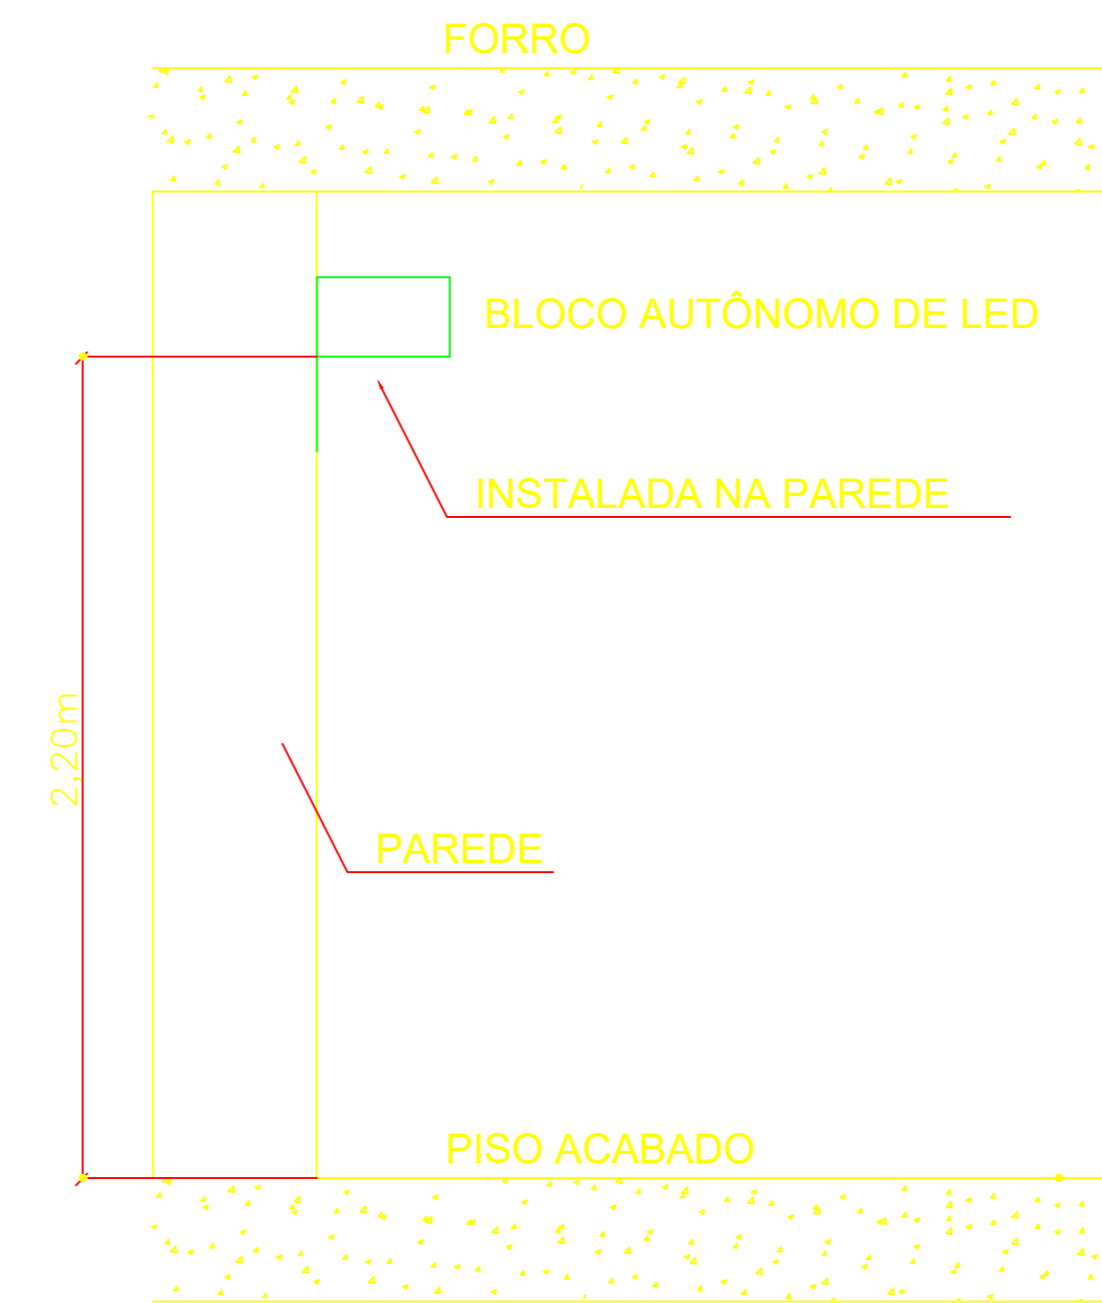 FORRO
BLOCO AUTÔNOMO DE LED
INSTALADA NA PAREDE
2,20m
PAREDE
PISO ACABADO